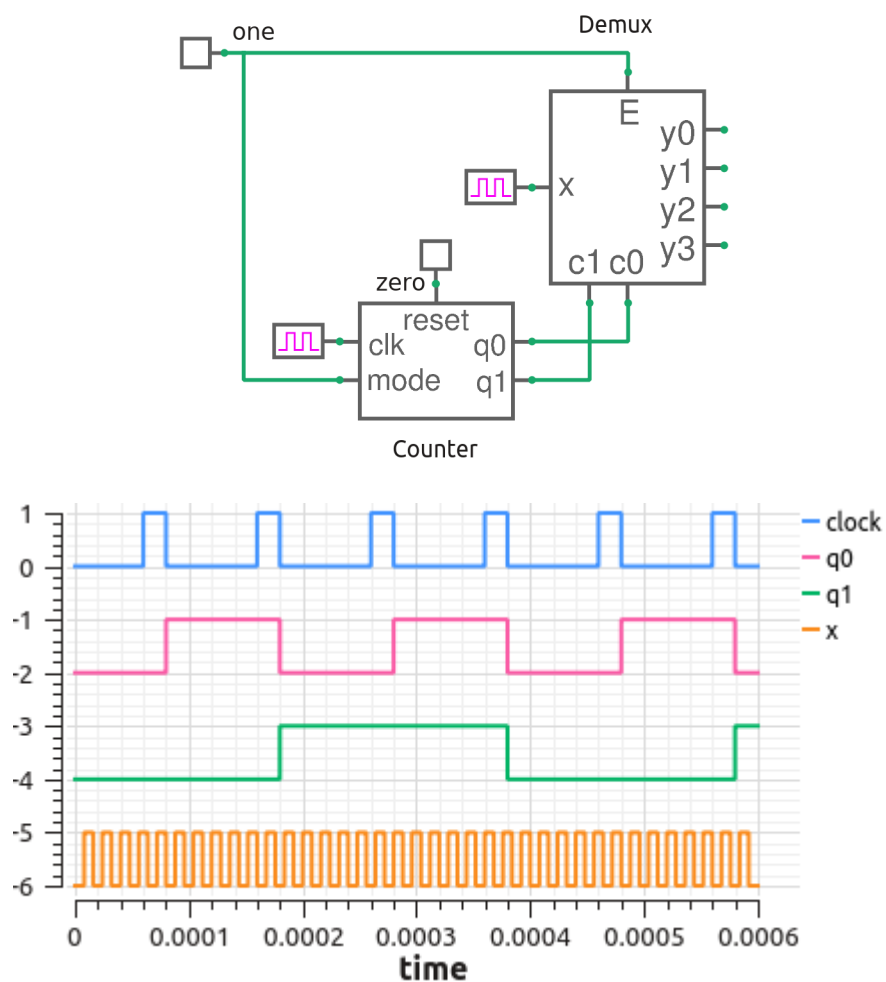 one
Demux
E
y0
x
y1
y2
y3
c1 c0
zero
reset
clk
q0
mode
q1
Counter
1
0
-1
-2
-3
-4
-5
-6
clock
q0
q1
x
0 0.0001 0.0002 0.0003 0.0004 0.0005 0.0006
time